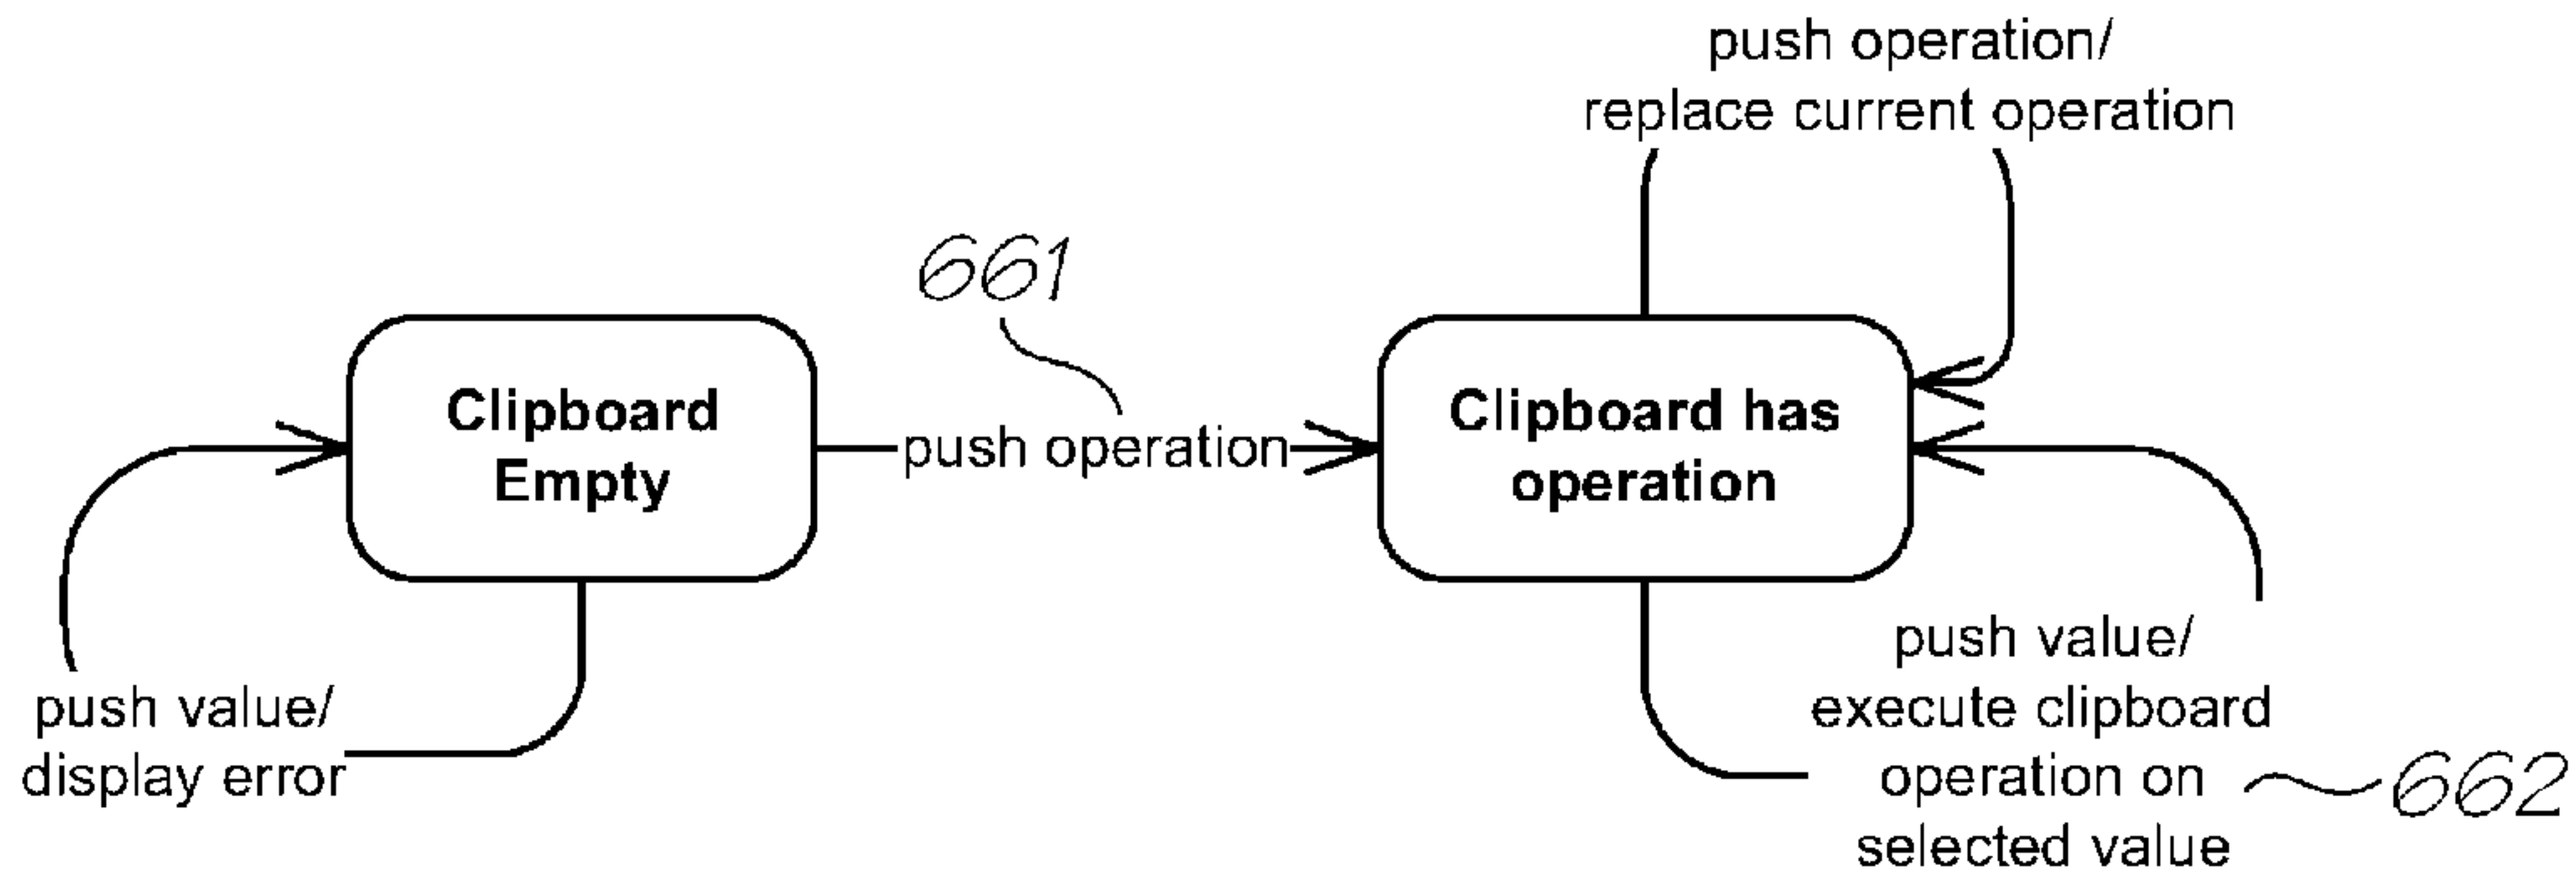 push operation/
replace current operation
661
Clipboard
Empty
push operation
Clipboard has
operation
push value/
display error
push value/
execute clipboard
operation on
selected value
662